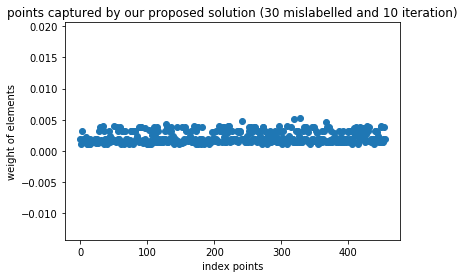 points captured by our proposed solution (30 mislabelled and 10 iteration)
0.020
0.015
0.010
0.005
0.000
−0.005
−0.010
weight of elements
0 100 200 300 400
index points